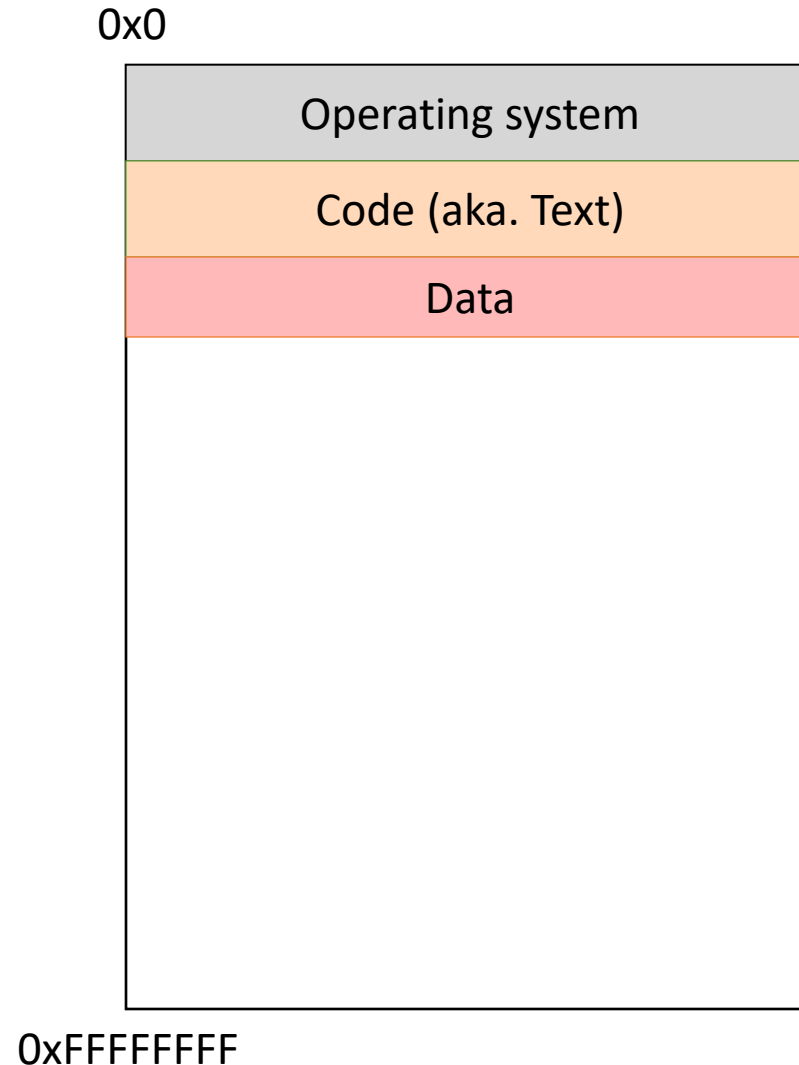 0x0
Operating system
Code (aka. Text)
Data
0xFFFFFFFF